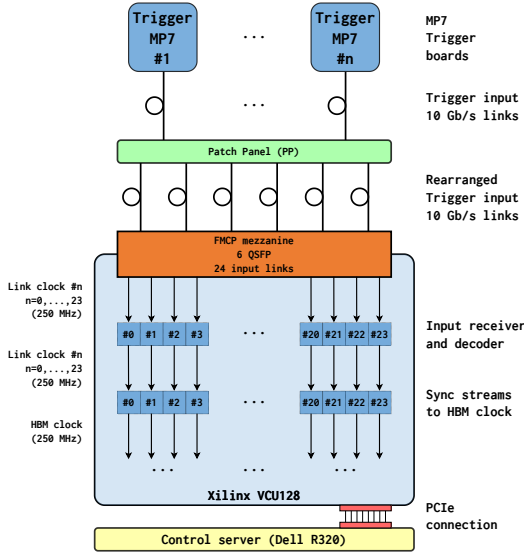 Trigger
MP7
#1
...
Trigger
MP7
#n
MP7
Trigger
boards
...
Trigger input
10 Gb/s links
Patch Panel (PP)
Rearranged
Trigger input
10 Gb/s links
FMCP mezzanine
6 QSFP
24 input links
Link clock #n
n=0,...,23
(250 MHz)
#0 #1 #2 #3 ... #20 #21 #22 #23
Input receiver
and decoder
Link clock #n
n=0,...,23
(250 MHz)
#0 #1 #2 #3 ... #20 #21 #22 #23
Sync streams
to HBM clock
HBM clock
(250 MHz)
... ... ...
Xilinx VCU128
PCIe
connection
Control server (Dell R320)